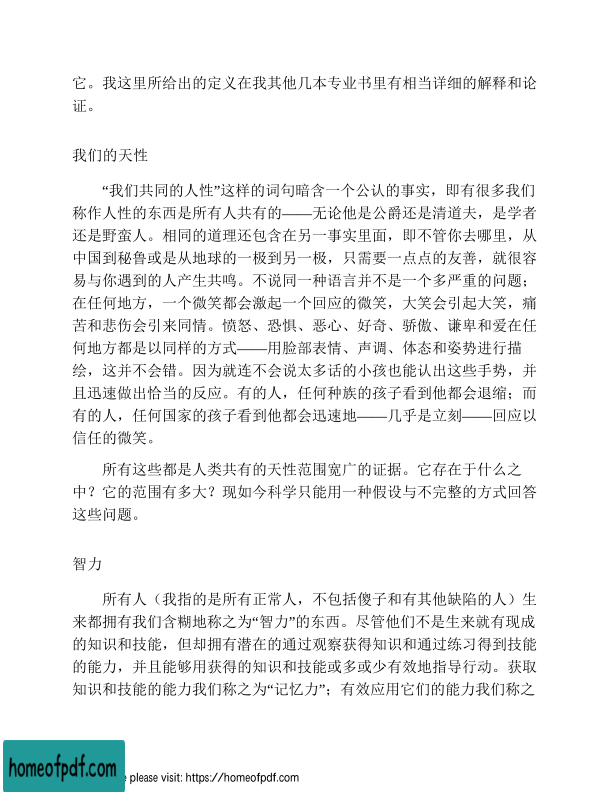 它。我这里所给出的定义在我其他几本专业书里有相当详细的解释和论
证。
我们的天性
“我们共同的人性”这样的词句暗含一个公认的事实，即有很多我们
称作人性的东西是所有人共有的——无论他是公爵还是清道夫，是学者
还是野蛮人。相同的道理还包含在另一事实里面，即不管你去哪里，从
中国到秘鲁或是从地球的一极到另一极，只需要一点点的友善，就很容
易与你遇到的人产生共鸣。不说同一种语言并不是一个多严重的问题；
在任何地方，一个微笑都会激起一个回应的微笑，大笑会引起大笑，痛
苦和悲伤会引来同情。愤怒、恐惧、恶心、好奇、骄傲、谦卑和爱在任
何地方都是以同样的方式——用脸部表情、声调、体态和姿势进行描
绘，这并不会错。因为就连不会说太多话的小孩也能认出这些手势，并
且迅速做出恰当的反应。有的人，任何种族的孩子看到他都会退缩；而
有的人，任何国家的孩子看到他都会迅速地——几乎是立刻——回应以
信任的微笑。
所有这些都是人类共有的天性范围宽广的证据。它存在于什么之
中？它的范围有多大？现如今科学只能用一种假设与不完整的方式回答
这些问题。
智力
所有人（我指的是所有正常人，不包括傻子和有其他缺陷的人）生
来都拥有我们含糊地称之为“智力”的东西。尽管他们不是生来就有现成
的知识和技能，但却拥有潜在的通过观察获得知识和通过练习得到技能
的能力，并且能够用获得的知识和技能或多或少有效地指导行动。获取
知识和技能的能力我们称之为“记忆力”；有效应用它们的能力我们称之
homeofpdf.com
e please visit: https://homeofpdf.com